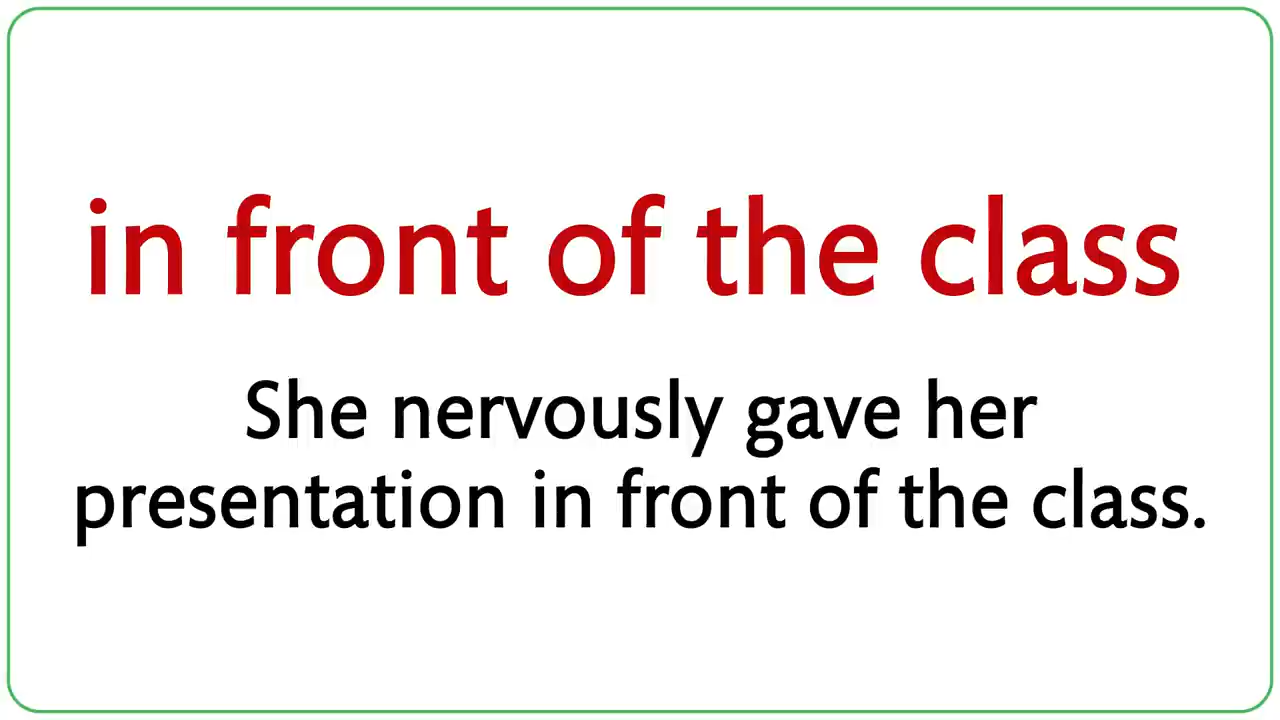 in front of the class
She nervously gave her
presentation in front of the class.